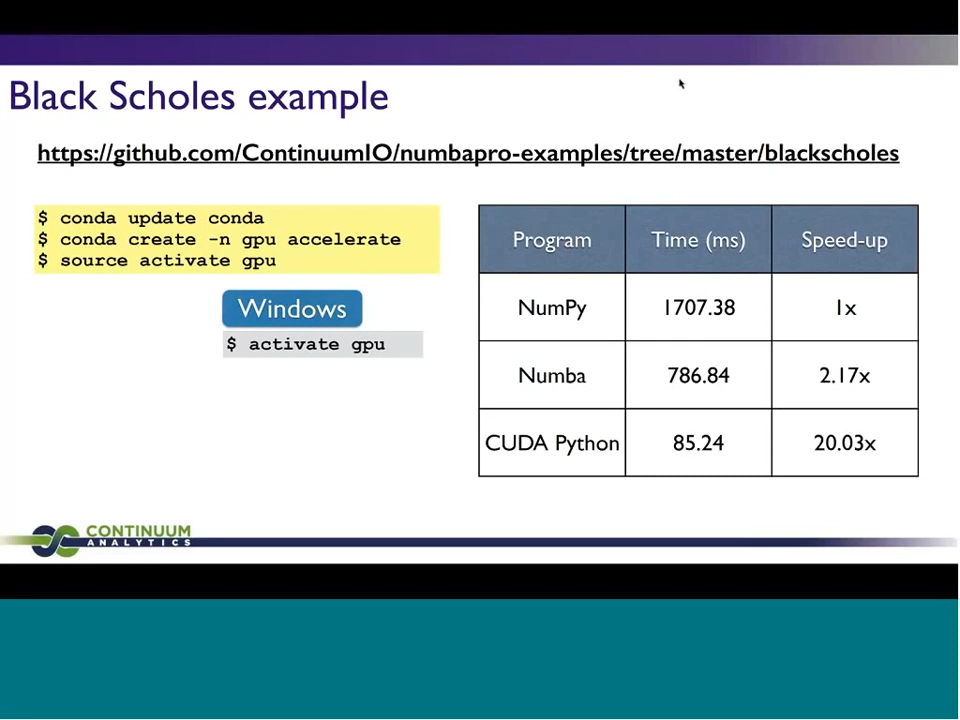 Black Scholes example
https://github.com/ContinuumIO/numbapro-examples/tree/master/blackscholes
$ conda update conda
$ conda create -n gpu accelerate
$ source activate gpu
Windows
$ activate gpu
Program Time (ms) Speed-up
NumPy 1707.38 1x
Numba 786.84 2.17x
CUDA Python 85.24 20.03x
CONTINUUM
ANALYTICS